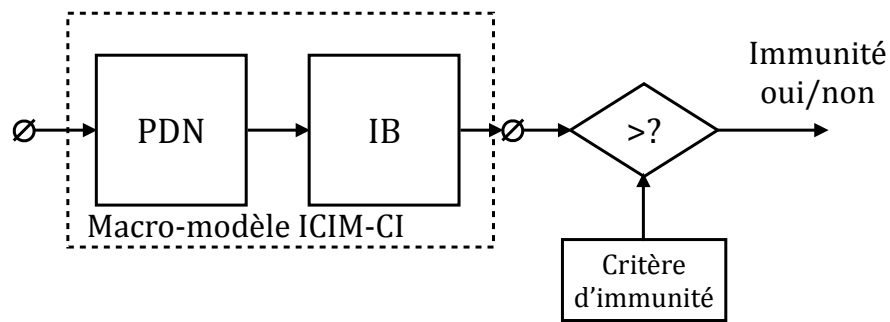 Immunité
oui/non
PDN
IB
>?
Macro-modèle ICIM-CI
Critère
d'immunité